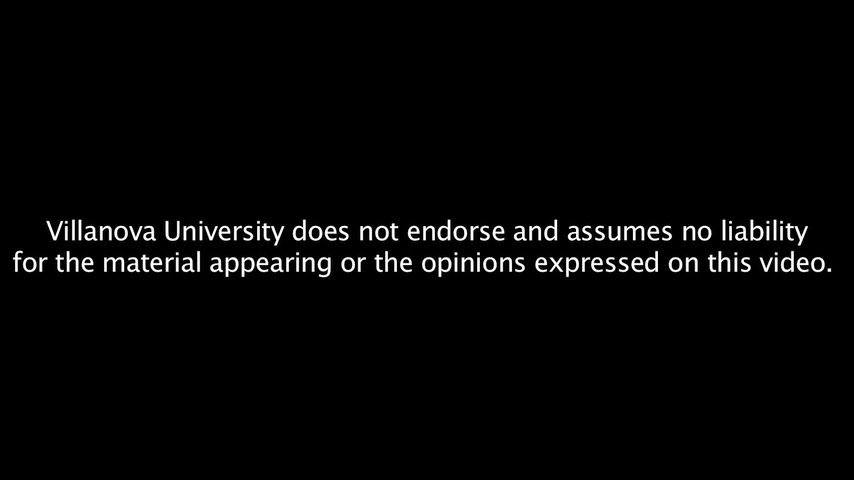 Villanova University does not endorse and assumes no liability
for the material appearing or the opinions expressed on this video.